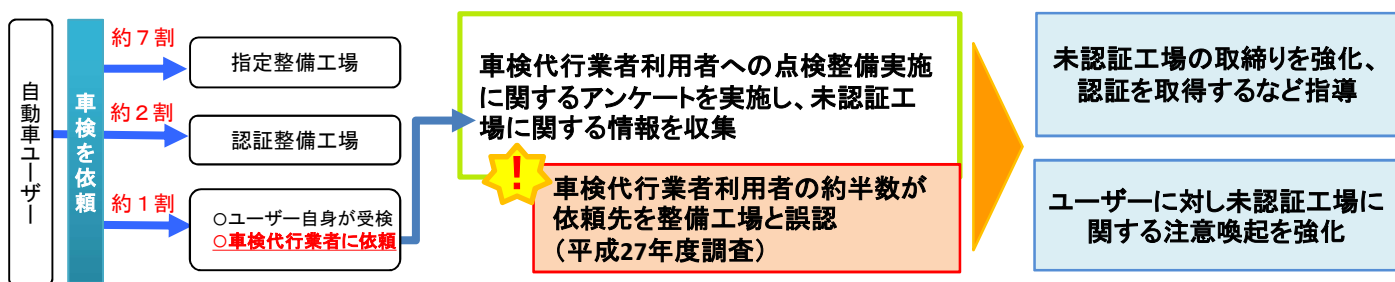 自動車ユーザー
車検を依頼
約7割
指定整備工場
約2割
認証整備工場
約1割
○ユーザー自身が受検
○車検代行業者に依頼
車検代行業者利用者への点検整備実施
に関するアンケートを実施し、未認証工
場に関する情報を収集
!
車検代行業者利用者の約半数が
依頼先を整備工場と誤認
(平成27年度調査)
未認証工場の取締りを強化、
認証を取得するなど指導
ユーザーに対し未認証工場に
関する注意喚起を強化